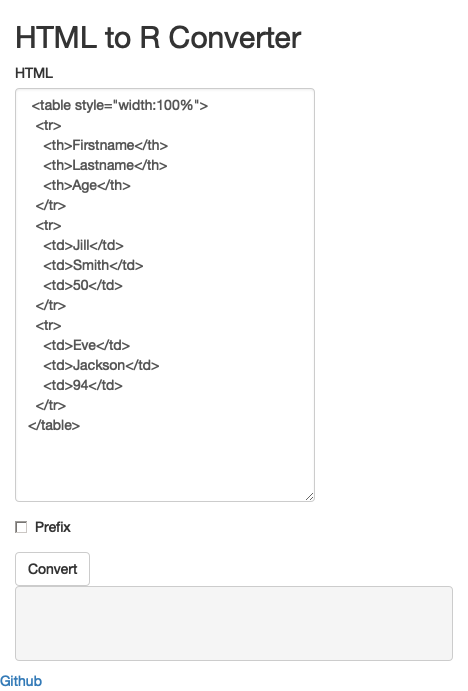 HTML to R Converter
HTML
<table style="width:100%">
<tr>
<th>Firstname</th>
<th>Lastname</th>
<th>Age</th>
</tr>
<tr>
<td>Jill</td>
<td>Smith</td>
<td>50</td>
</tr>
<tr>
<td>Eve</td>
<td>Jackson</td>
<td>94</td>
</tr>
</table>
Prefix
Convert
Github